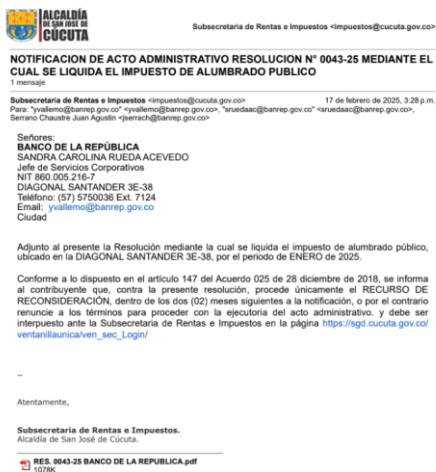 ALCALDÍA
DE SAN JOSÉ DE
CÚCUTA
Subsecretaria de Rentas e Impuestos <impuestos@cucuta.gov.co>
NOTIFICACION DE ACTO ADMINISTRATIVO RESOLUCION N° 0043-25 MEDIANTE EL
CUAL SE LIQUIDA EL IMPUESTO DE ALUMBRADO PUBLICO
1 mensaje
Subsecretaria de Rentas e Impuestos <impuestos@cucuta.gov.co> 17 de febrero de 2025, 3:28 p.m.
Para: "yvallemo@banrep.gov.co" <yvallemo@banrep.gov.co>, "sruedaac@banrep.gov.co" <sruedaac@banrep.gov.co>,
Serrano Chaustre Juan Agustin <jserrach@banrep.gov.co>
Señores:
BANCO DE LA REPÚBLICA
SANDRA CAROLINA RUEDA ACEVEDO
Jefe de Servicios Corporativos
NIT 860.005.216-7
DIAGONAL SANTANDER 3E-38
Teléfono: (57) 5750036 Ext. 7124
Email: yvallemo@banrep.gov.co
Ciudad
Adjunto al presente la Resolución mediante la cual se liquida el impuesto de alumbrado público,
ubicado en la DIAGONAL SANTANDER 3E-38, por el periodo de ENERO de 2025.
Conforme a lo dispuesto en el artículo 147 del Acuerdo 025 de 28 diciembre de 2018, se informa
al contribuyente que, contra la presente resolución, procede únicamente el RECURSO DE
RECONSIDERACIÓN, dentro de los dos (02) meses siguientes a la notificación, o por el contrario
renuncie a los términos para proceder con la ejecutoria del acto administrativo. y debe ser
interpuesto ante la Subsecretaria de Rentas e Impuestos en la página https://sgd.cucuta.gov.co/
ventanillaunica/ven_sec_Login/
--
Atentamente,
Subsecretaria de Rentas e Impuestos.
Alcaldía de San José de Cúcuta.
RES. 0043-25 BANCO DE LA REPUBLICA.pdf
1078K